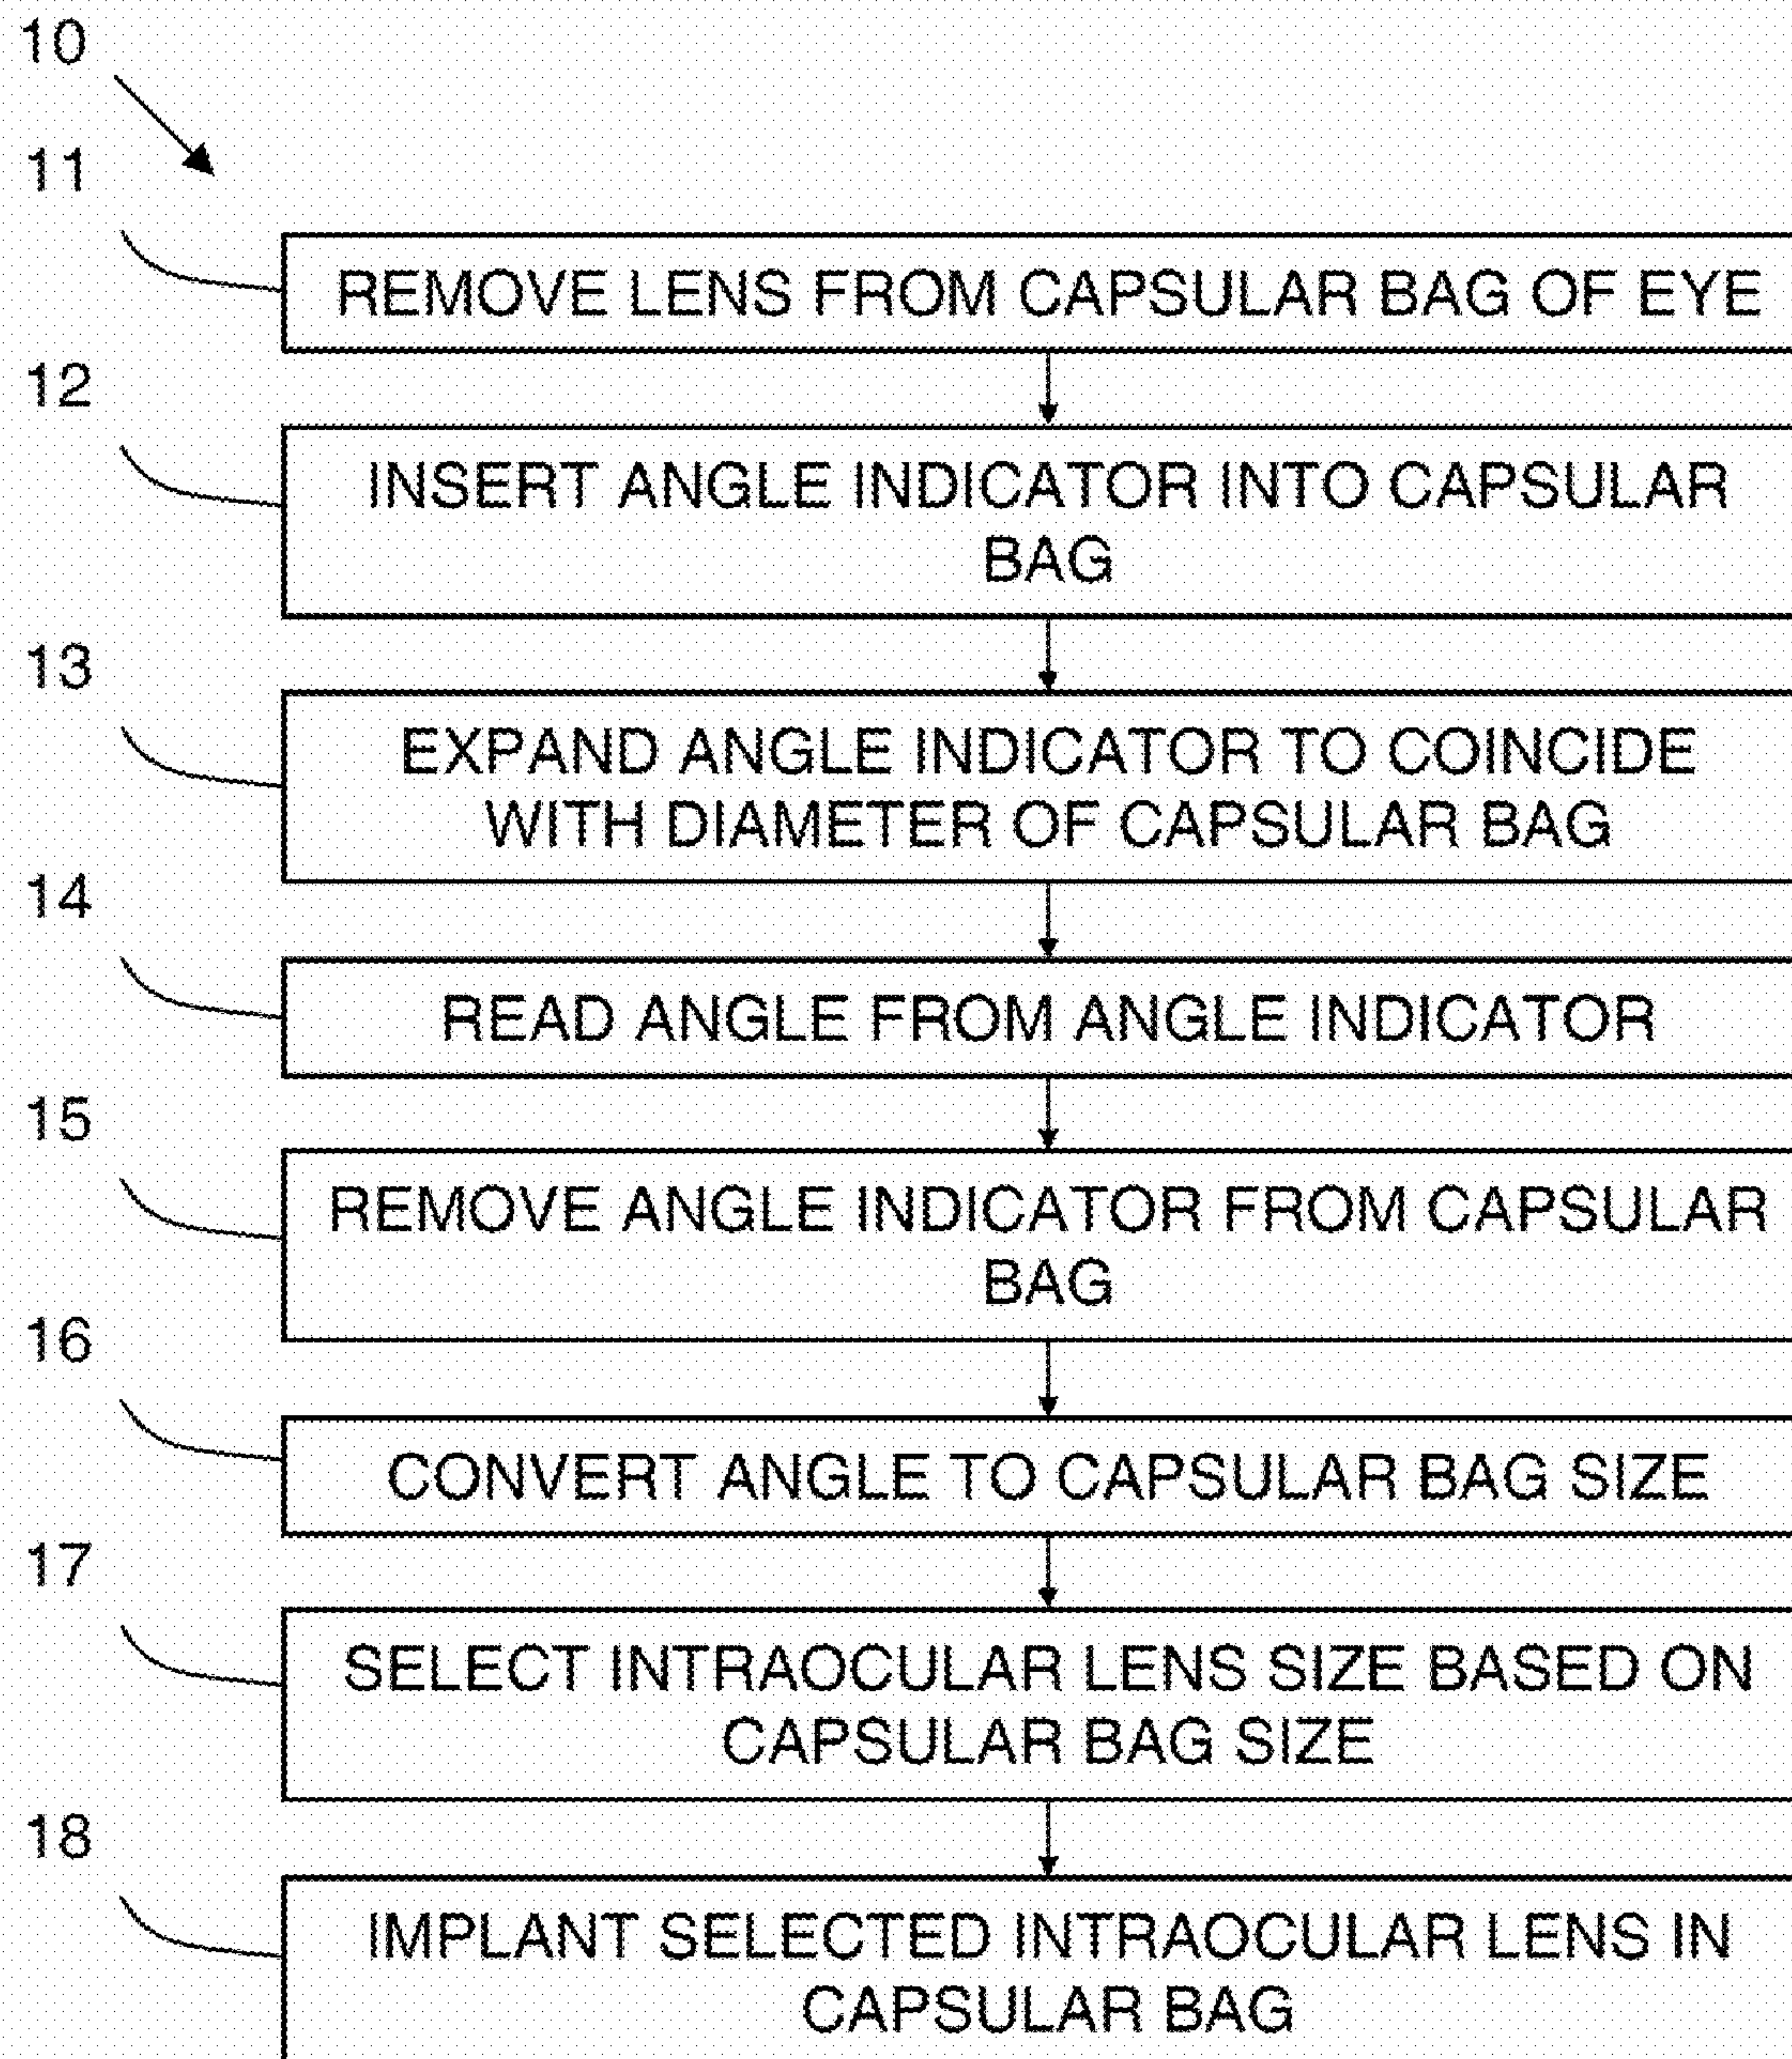 10
11
REMOVE LENS FROM CAPSULAR BAG OF EYE
12
INSERT ANGLE INDICATOR INTO CAPSULAR
BAG
13
EXPAND ANGLE INDICATOR TO COINCIDE
WITH DIAMETER OF CAPSULAR BAG
14
READ ANGLE FROM ANGLE INDICATOR
15
REMOVE ANGLE INDICATOR FROM CAPSULAR
BAG
16
CONVERT ANGLE TO CAPSULAR BAG SIZE
17
SELECT INTRAOCULAR LENS SIZE BASED ON
CAPSULAR BAG SIZE
18
IMPLANT SELECTED INTRAOCULAR LENS IN
CAPSULAR BAG